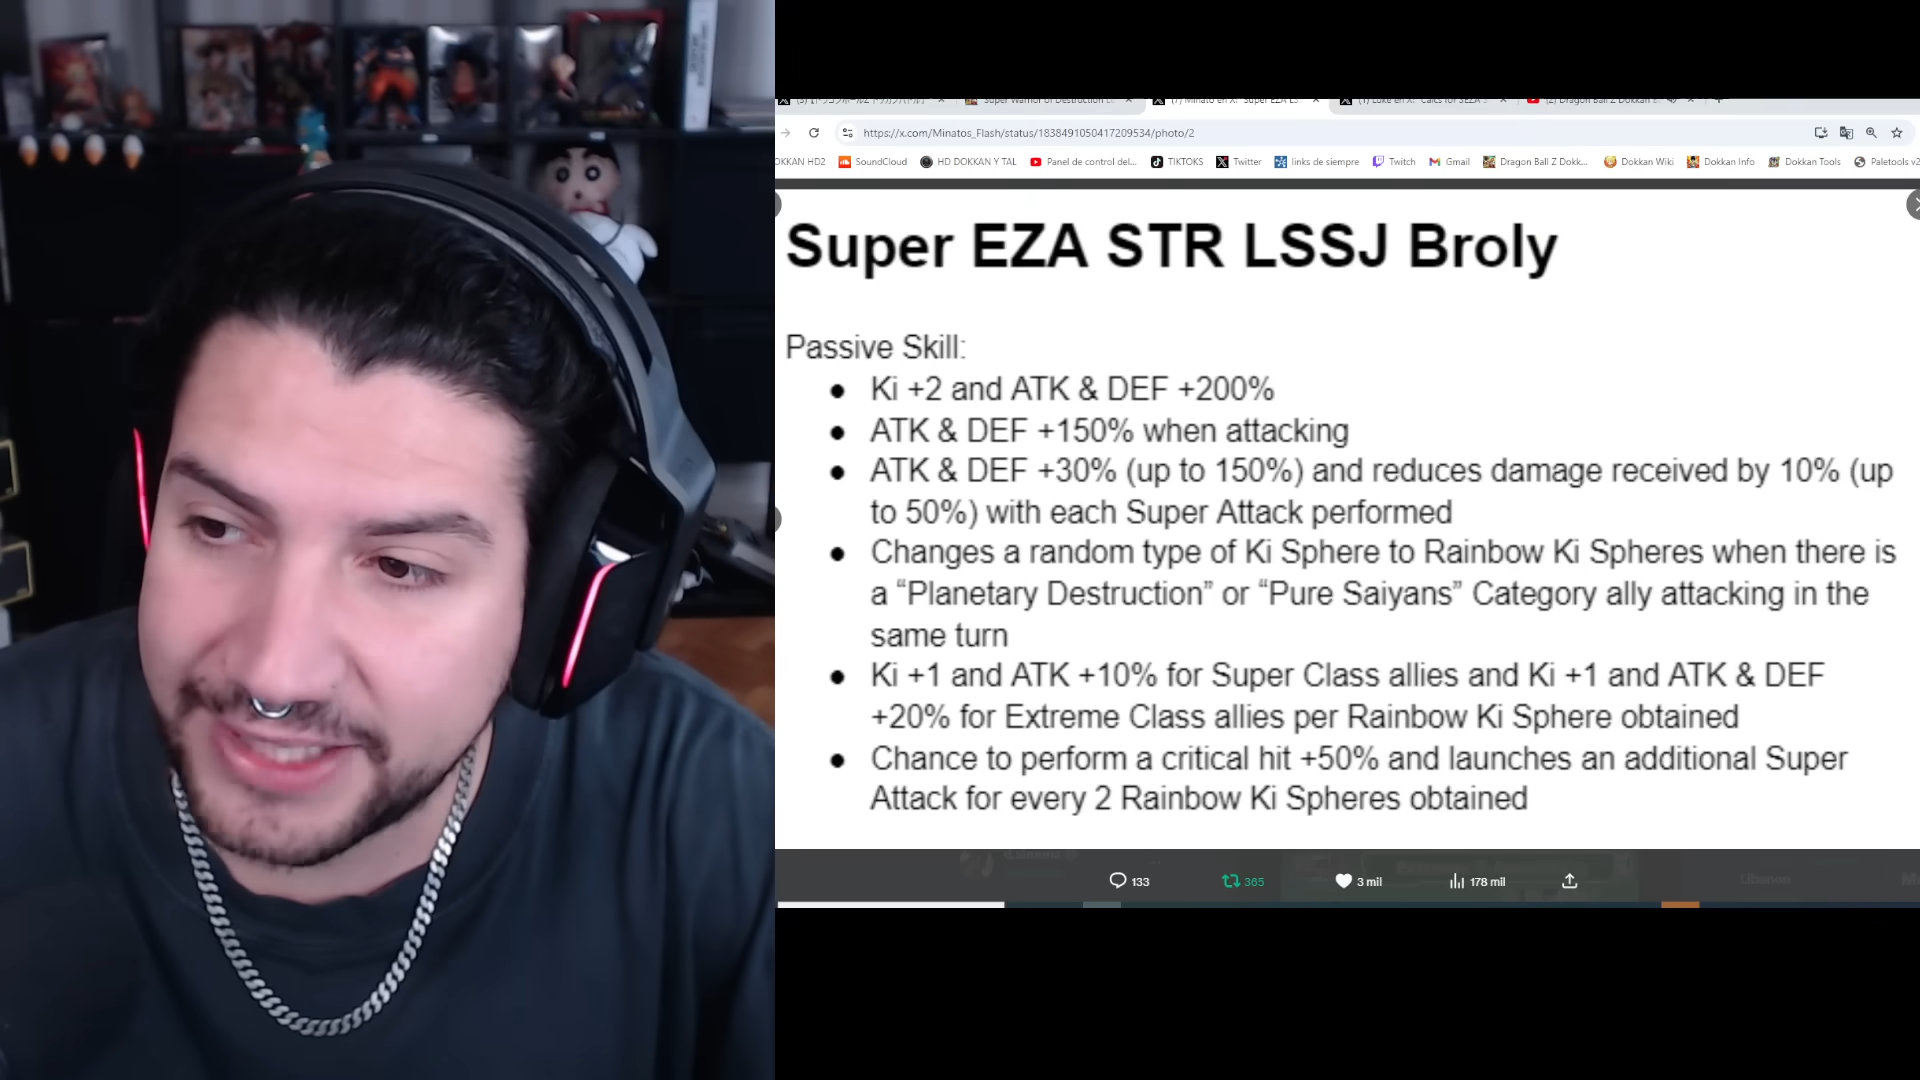 Super Warrior of Destruction
https://x.com/Minatos_Flash/status/1838491050417209534/photo/2
OKKAN HD2 SoundCloud HD DOKKAN Y TAL Panel de control del... TIKTOKS Twitter links de siempre Twitch Gmail Dragon Ball Z Dokk... Dokkan Wiki Dokkan Info Dokkan Tools Paletools v2
Super EZA STR LSSJ Broly
Passive Skill:
● Ki +2 and ATK & DEF +200%
● ATK & DEF +150% when attacking
● ATK & DEF +30% (up to 150%) and reduces damage received by 10% (up
to 50%) with each Super Attack performed
● Changes a random type of Ki Sphere to Rainbow Ki Spheres when there is
a “Planetary Destruction” or “Pure Saiyans” Category ally attacking in the
same turn
● Ki +1 and ATK +10% for Super Class allies and Ki +1 and ATK & DEF
+20% for Extreme Class allies per Rainbow Ki Sphere obtained
● Chance to perform a critical hit +50% and launches an additional Super
Attack for every 2 Rainbow Ki Spheres obtained
133 365 3 mil 178 mil